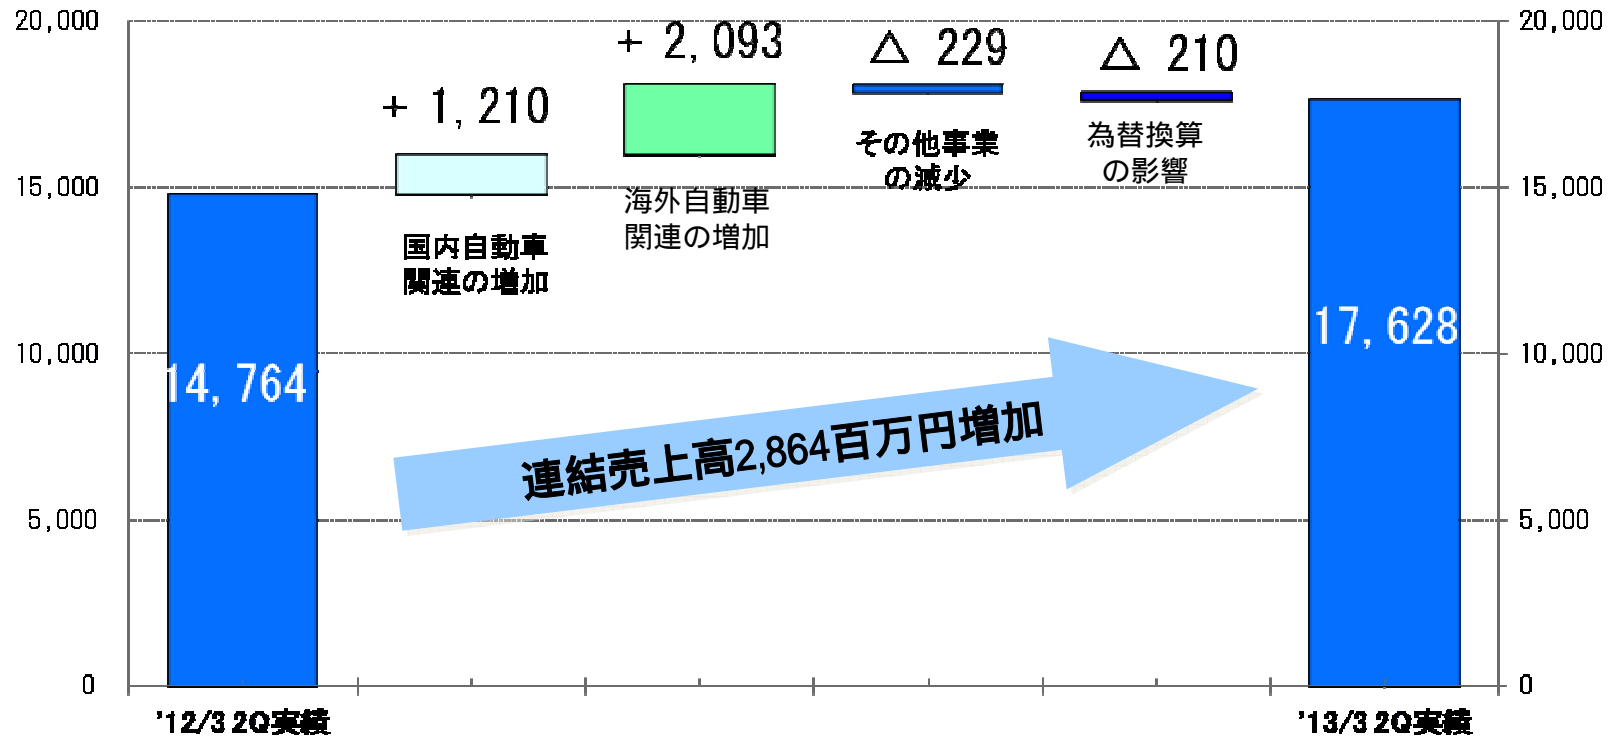 20,000
15,000
10,000
5,000
0
+ 1,210
+ 2,093
△ 229
△ 210
国内自動車
関連の増加
海外自動車
関連の増加
その他事業
の減少
為替換算
の影響
14,764
17,628
連結売上高2,864百万円増加
20,000
15,000
10,000
5,000
0
'12/3 2Q実績
'13/3 2Q実績